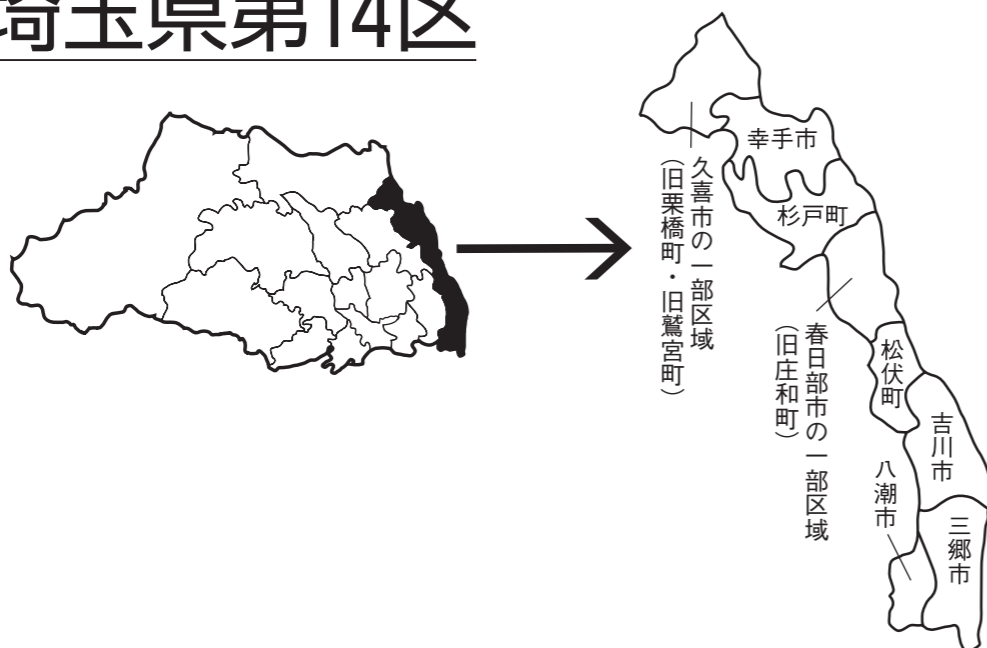 埼玉県第14区
幸手市
杉戸町
久喜市の一部区域
（旧栗橋町・旧鷲宮町）
春日部市の一部区域
（旧庄和町）
松伏町
吉川市
八潮市
三郷市